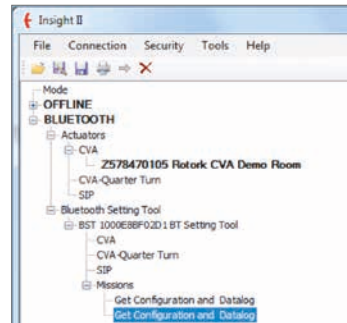 Insight II
File Connection Security Tools Help
Mode
OFFLINE
BLUETOOTH
Actuators
CVA
Z578470105 Rotork CVA Demo Room
CVA-Quarter Turn
SIP
Bluetooth Setting Tool
BST 1000E8BF02D1 BT Setting Tool
CVA
CVA-Quarter Turn
SIP
Missions
Get Configuration and Datalog
Get Configuration and Datalog